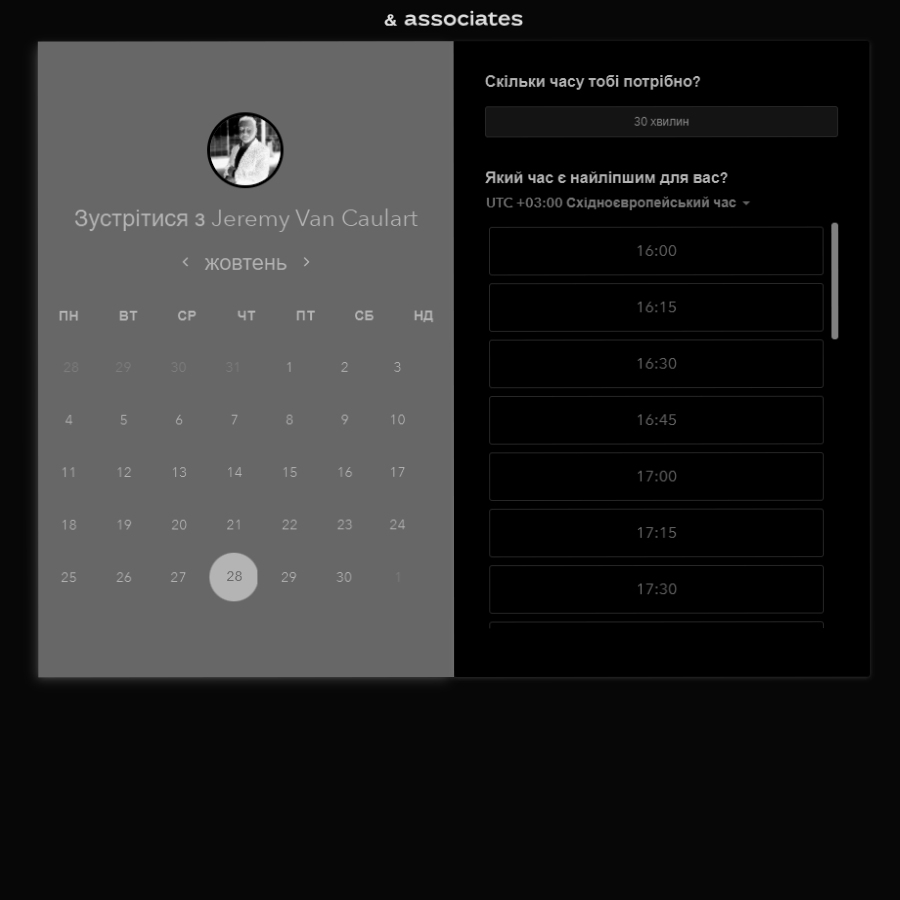 & associates
Зустрітися з Jeremy Van Caulart
жовтень
ПН ВТ СР ЧТ ПТ СБ НД
28 29 30 31 1 2 3
4 5 6 7 8 9 10
11 12 13 14 15 16 17
18 19 20 21 22 23 24
25 26 27 28 29 30 1
Скільки часу тобі потрібно?
30 хвилин
Який час є найліпшим для вас?
UTC +03:00 Східноєвропейський час
16:00
16:15
16:30
16:45
17:00
17:15
17:30